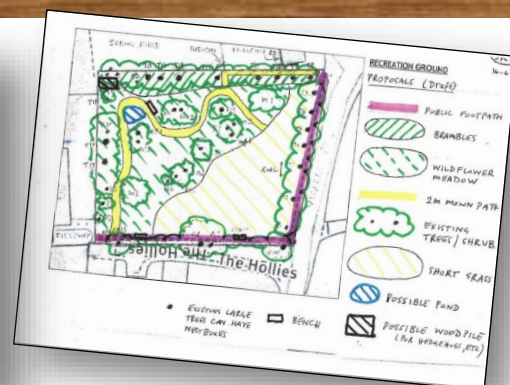 SCHOOL FIELD
RECREATION GROUND
PROPOSALS (Draft)
PUBLIC FOOTPATH
BRAMBLES
WILDFLOWER
MEADOW
2M MOWN PATH
EXISTING
TREES/SHRUB
SHORT GRASS
POSSIBLE POND
POSSIBLE WOODPILE
(FOR HEDGEHOGS, ETC)
FIELDWAY
The Hollies
The Hollies
EXISTING LARGE
TREES CAN HAVE
NESTBOXES
BENCH